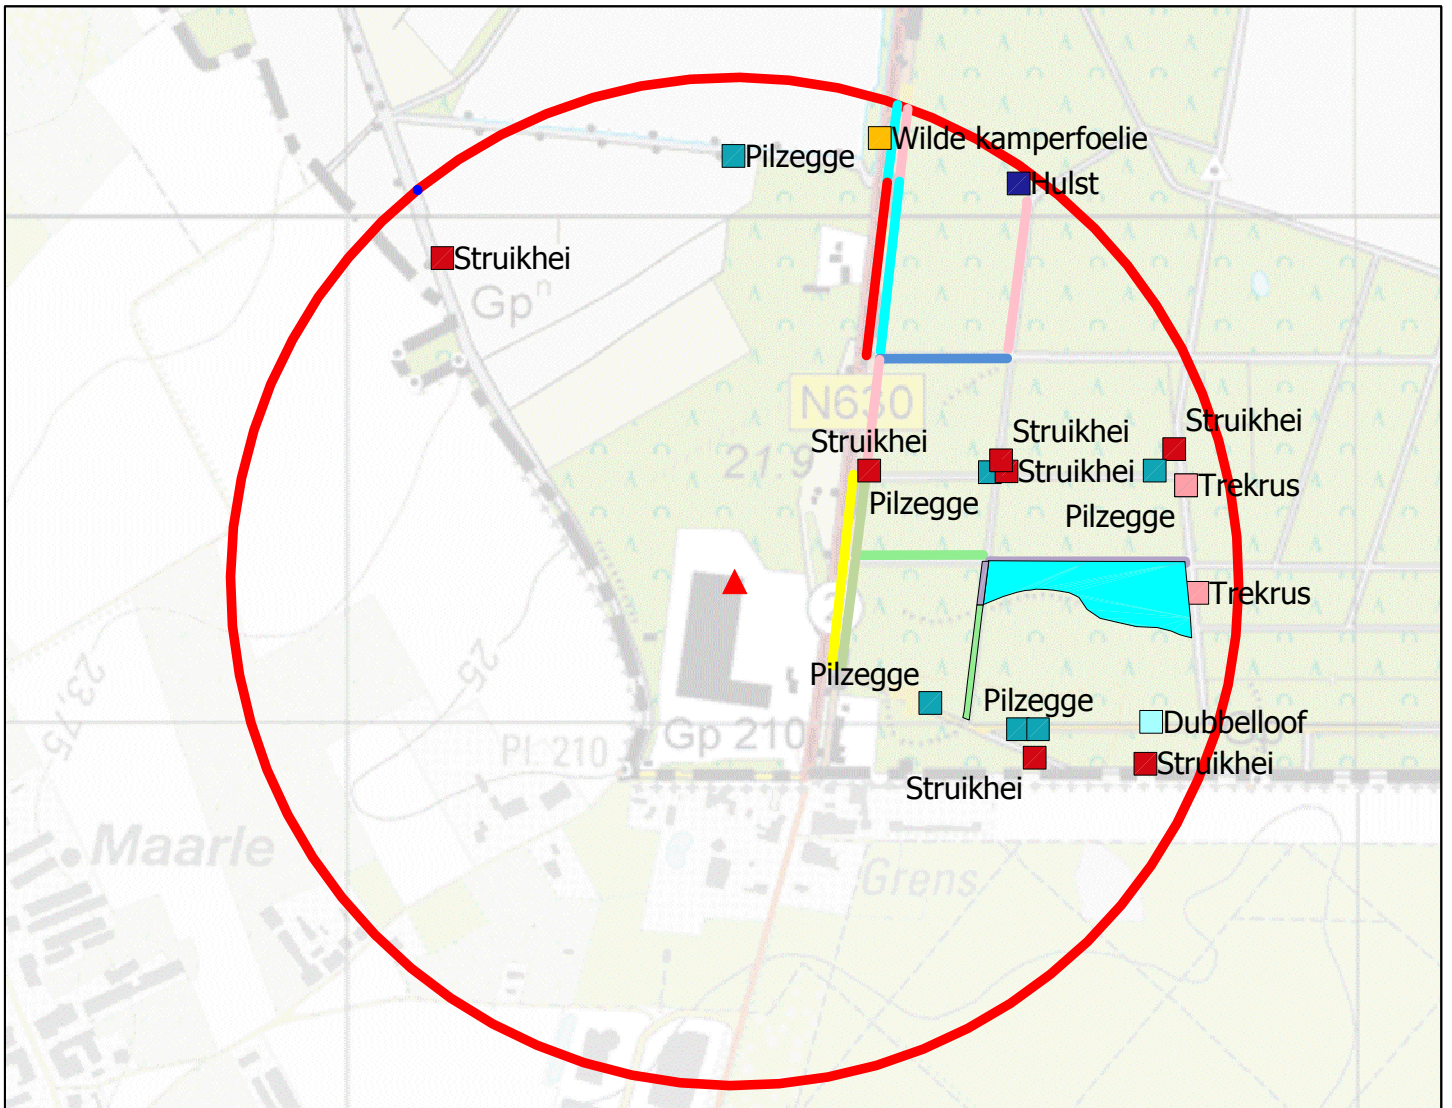 Wilde kamperfoelie
Pilzegge
Hulst
Struikhei
Gpⁿ
N630
Struikhei
Struikhei
Struikhei
21.9
Struikhei
Trekrus
Pilzegge
Pilzegge
Trekrus
25
23,75
Pilzegge
Pilzegge
Dubbelloof
Gp 210
Pl 210
Gp
Struikhei
Struikhei
Maarle
Grens